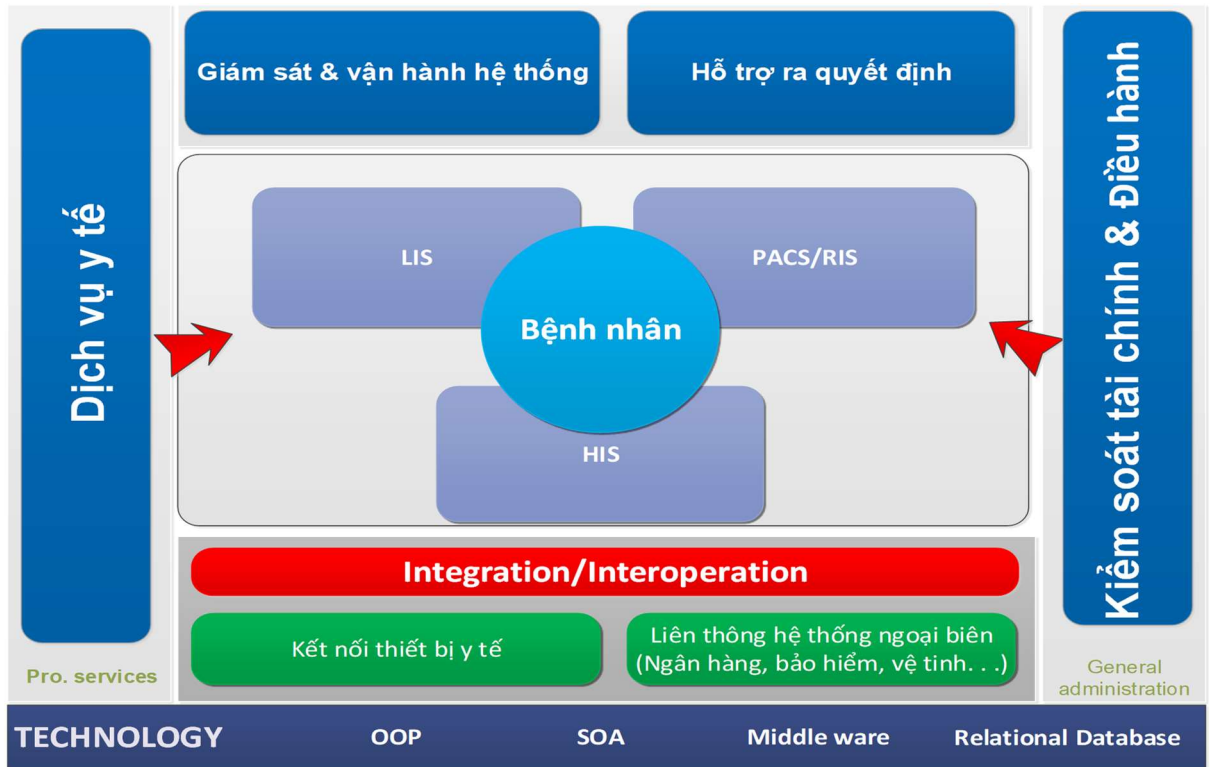 Giám sát & vận hành hệ thống
Hỗ trợ ra quyết định
Dịch vụ y tế
Pro. services
LIS
PACS/RIS
Bệnh nhân
HIS
Kiểm soát tài chính & Điều hành
General
administration
Integration/Interoperation
Kết nối thiết bị y tế
Liên thông hệ thống ngoại biên
(Ngân hàng, bảo hiểm, vệ tinh. . .)
TECHNOLOGY
OOP
SOA
Middle ware
Relational Database